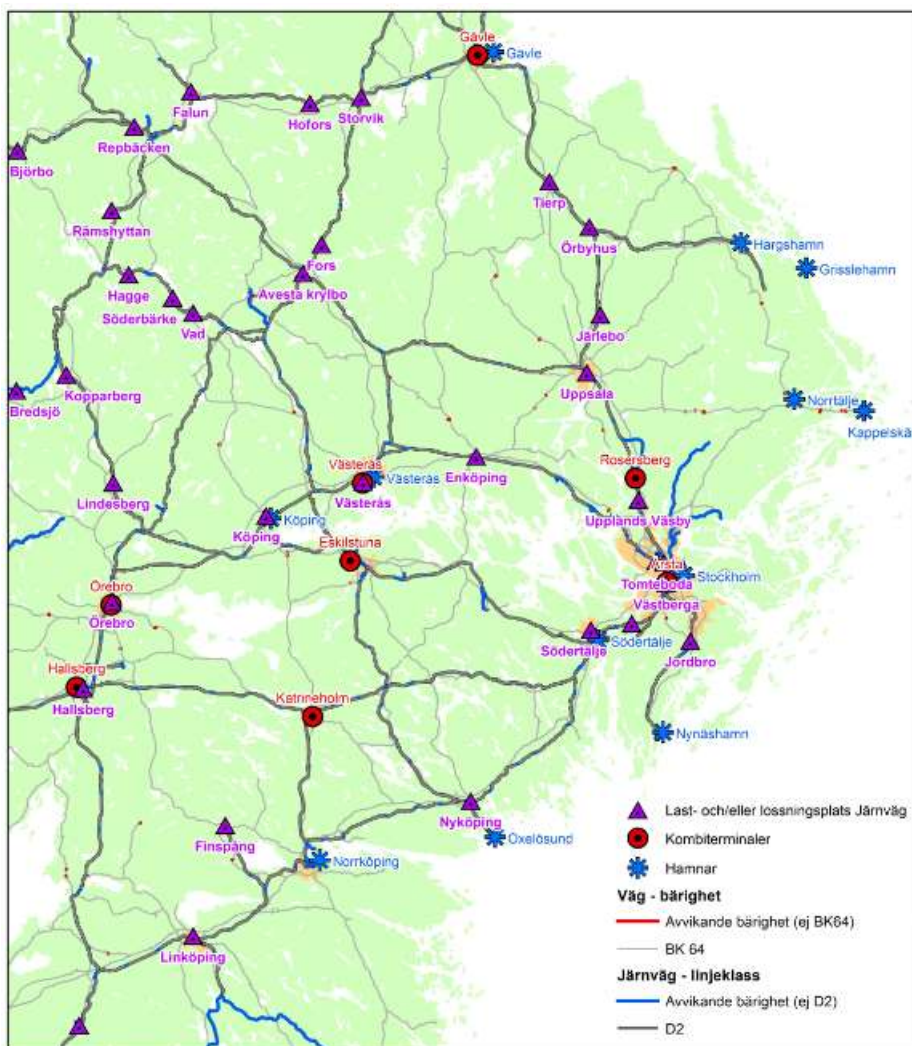 Gävle
Gävle
Falun
Hofors
Storvik
Repbäcken
Björbo
Tierp
Rämshyttan
Örbyhus
Hargshamn
Fors
Grisslehamn
Hagge
Avesta krylbo
Söderbärke
Vad
Järlebo
Uppsala
Kopparberg
Bredsjö
Norrtälje
Kappelskä
Västerås
Rosersberg
Enköping
Västerås
Lindesberg
Västerås
Upplands Väsby
Köping
Köping
Eskilstuna
Årsta
Stockholm
Tomteboda
Örebro
Västberga
Örebro
Södertälje
Södertälje
Jordbro
Hallsberg
Katrineholm
Hallsberg
Nynäshamn
Nyköping
Oxelösund
Finspång
Norrköping
Linköping
Last- och/eller lossningsplats Järnväg
Kombiterminaler
Hamnar
Väg - bärighet
Avvikande bärighet (ej BK64)
BK 64
Järnväg - linjeklass
Avvikande bärighet (ej D2)
D2